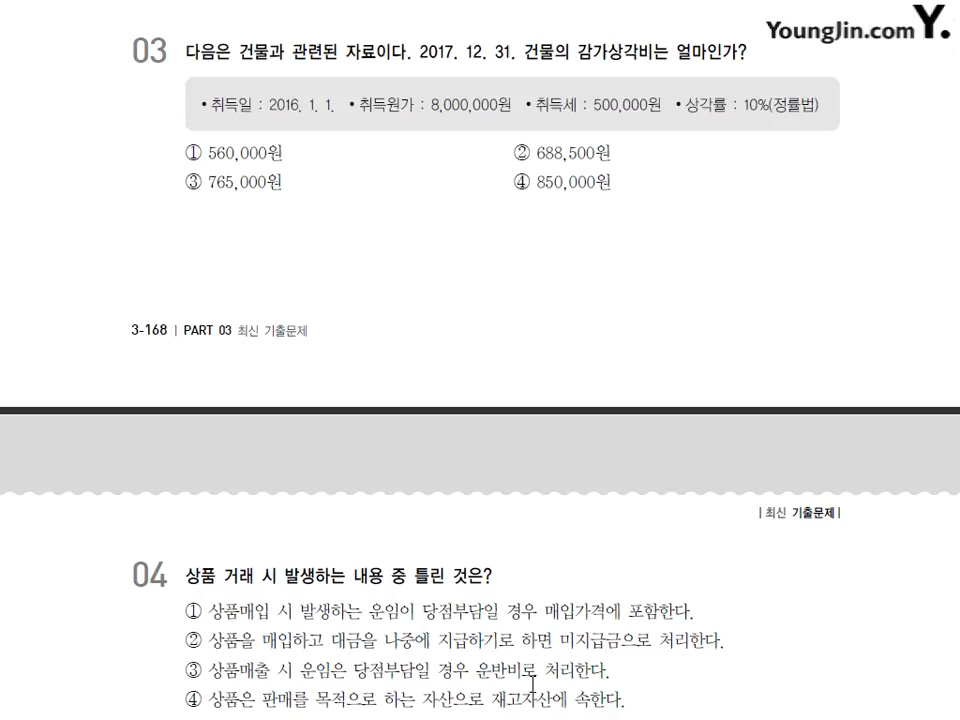 Younglin.com Y.
03 다음은 건물과 관련된 자료이다. 2017. 12. 31. 건물의 감가상각비는 얼마인가?
• 취득일 : 2016. 1. 1. • 취득원가 : 8,000,000원 • 취득세 : 500,000원 • 상각률 : 10%(정률법)
① 560,000원 ② 688,500원
③ 765,000원 ④ 850,000원
3-168 | PART 03 최신 기출문제
| 최신 기출문제 |
04 상품 거래 시 발생하는 내용 중 틀린 것은?
① 상품매입 시 발생하는 운임이 당점부담일 경우 매입가격에 포함한다.
② 상품을 매입하고 대금을 나중에 지급하기로 하면 미지급금으로 처리한다.
③ 상품매출 시 운임은 당점부담일 경우 운반비로 처리한다.
④ 상품은 판매를 목적으로 하는 자산으로 재고자산에 속한다.